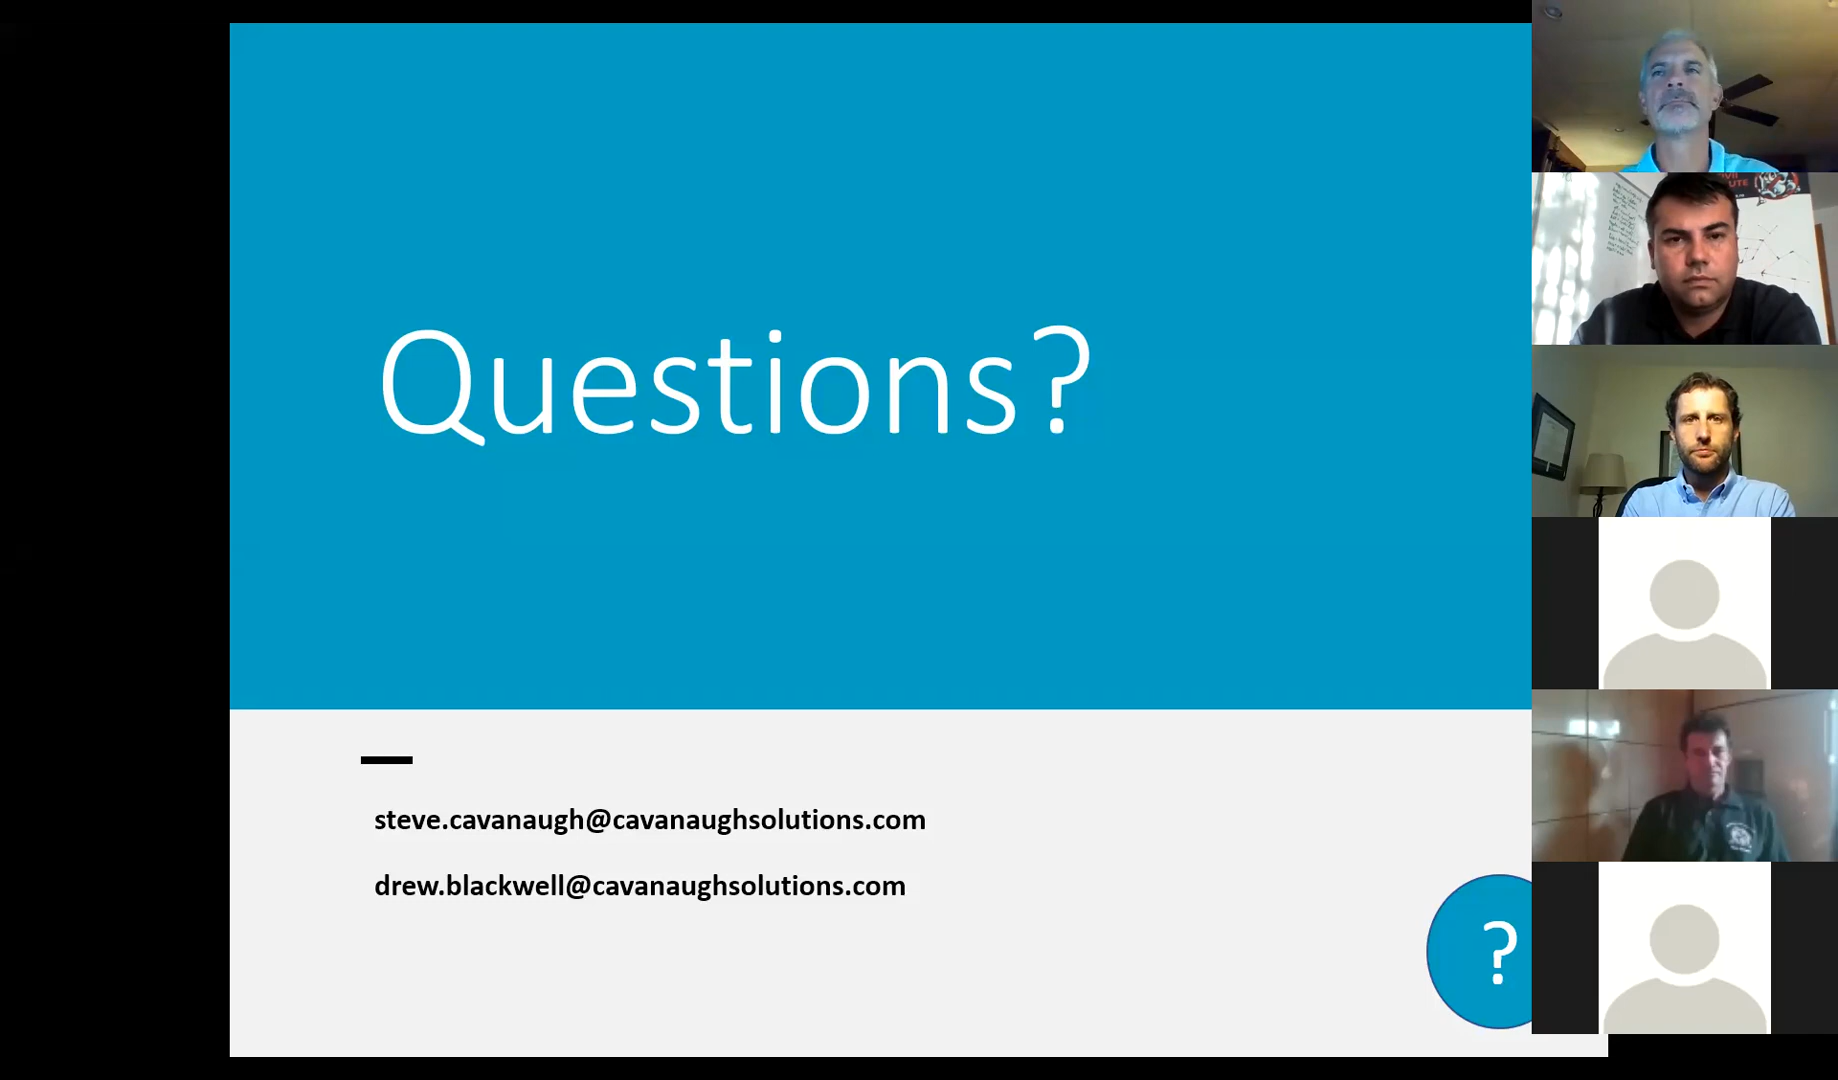 Questions?
steve.cavanaugh@cavanaughsolutions.com
drew.blackwell@cavanaughsolutions.com
?